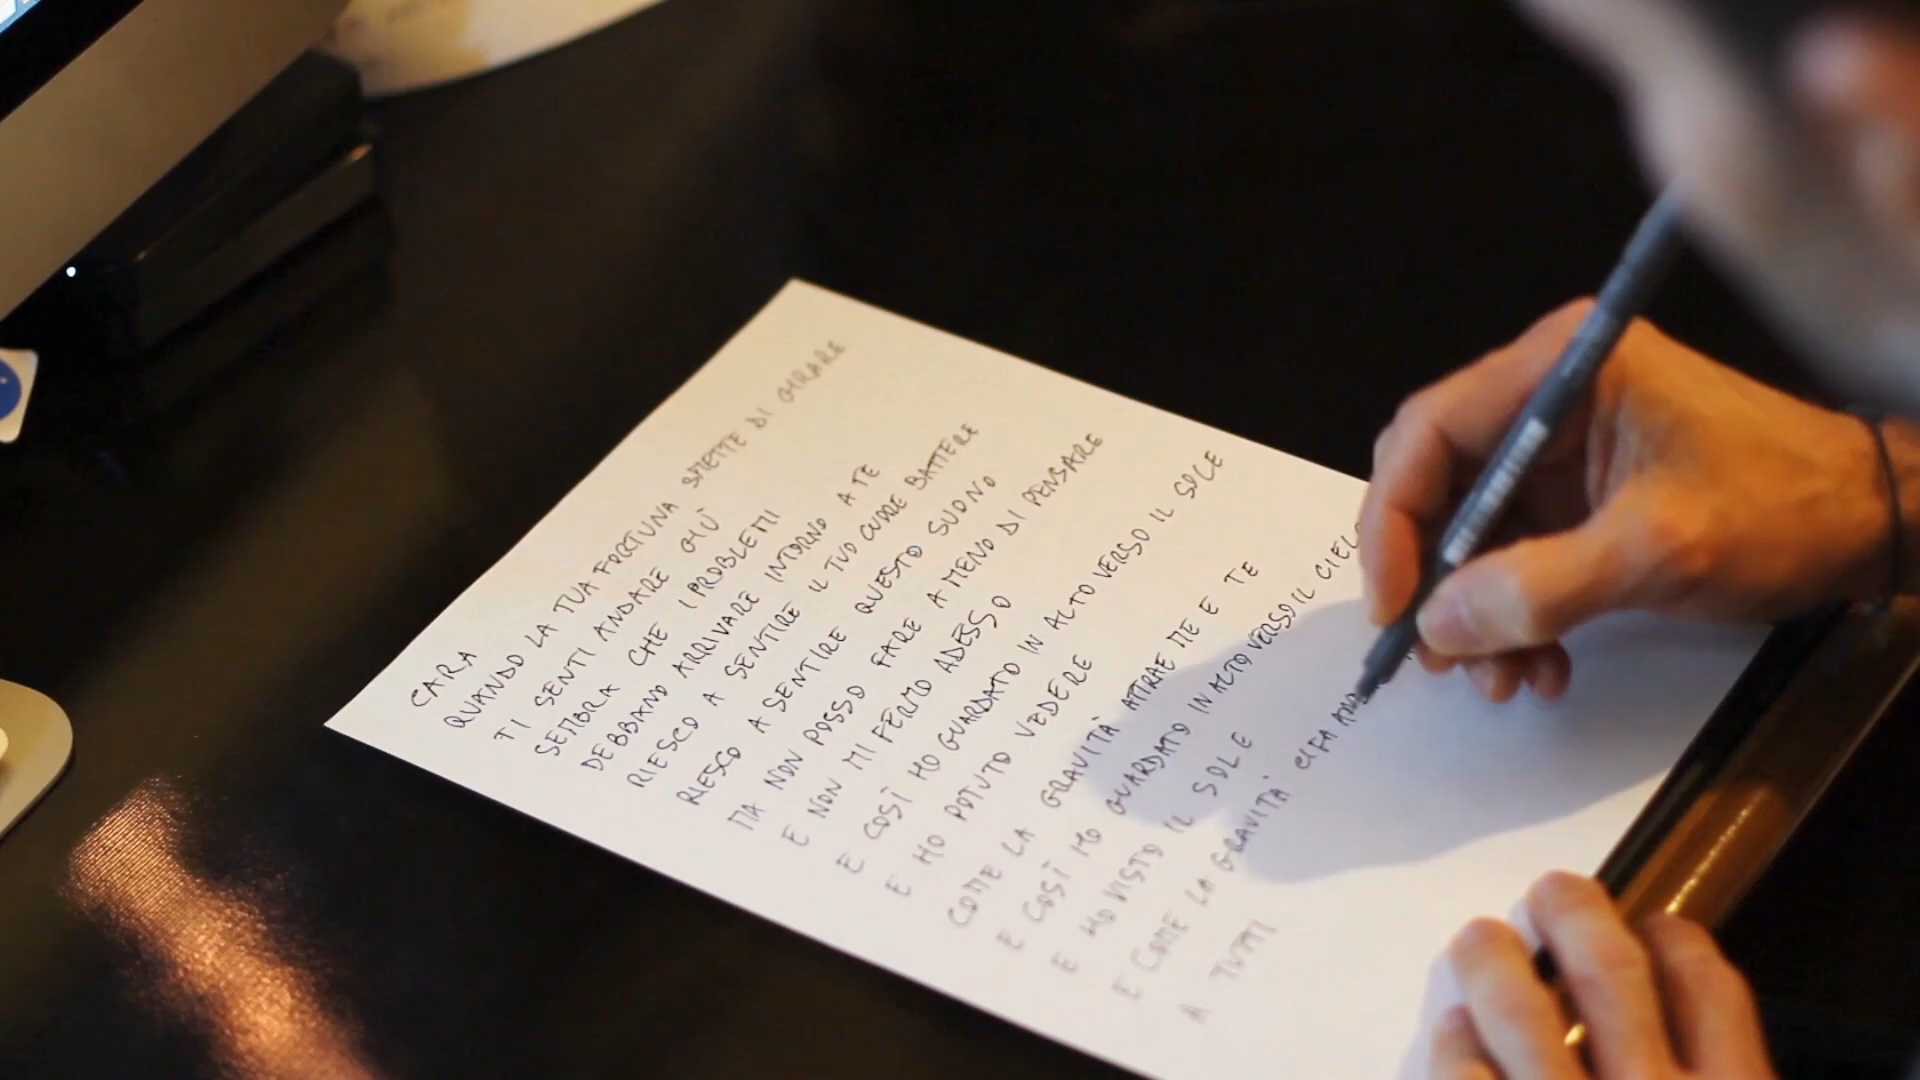 CARA
QUANDO LA TUA FORTUNA SMETTE DI GIRARE
TI SENTI ANDARE GIÙ
SEMBRA CHE I PROBLEMI
DEBBANO ARRIVARE INTORNO A TE
RIESCO A SENTIRE IL TUO CUORE BATTERE
RIESCO A SENTIRE QUESTO SUONO
MA NON POSSO FARE A MENO DI PENSARE
E NON MI FERMO ADESSO
E COSÌ HO GUARDATO IN ALTO VERSO IL SOLE
E HO POTUTO VEDERE
COME LA GRAVITÀ ATTRAE ME E TE
E COSÌ HO GUARDATO IN ALTO VERSO IL CIELO
E HO VISTO IL SOLE
E COME LA GRAVITÀ CI FA
A TUTTI